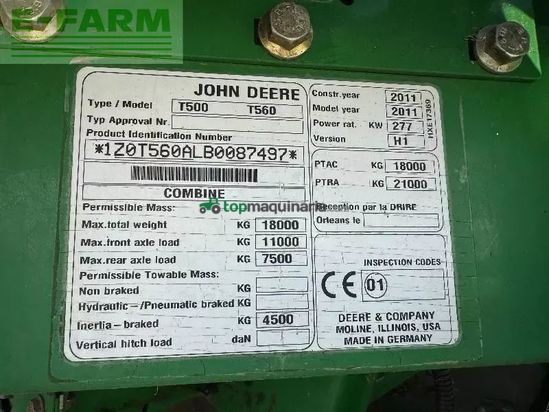 E-FARM
JOHN DEERE
Type / Model T500 T560
Typ Approval Nr.
Product Identification Number
*1Z0T560ALB0087497*
COMBINE
Permissible Mass:
Max.total weight KG 18000
Max.front axle load KG 11000
Max.rear axle load KG 7500
Permissible Towable Mass:
Non braked KG
Hydraulic-/Pneumatic braked KG
Inertia-braked KG 4500
Vertical hitch load daN
Constr.year 2011
Model year 2011
Power rat. KW 277
Version H1
HXE17369
PTAC KG 18000
PTRA KG 21000
Reception par la DRIRE
Orleans le
INSPECTION CODES
CE 01
DEERE & COMPANY
MOLINE, ILLINOIS, USA
MADE IN GERMANY
topmaquinaria